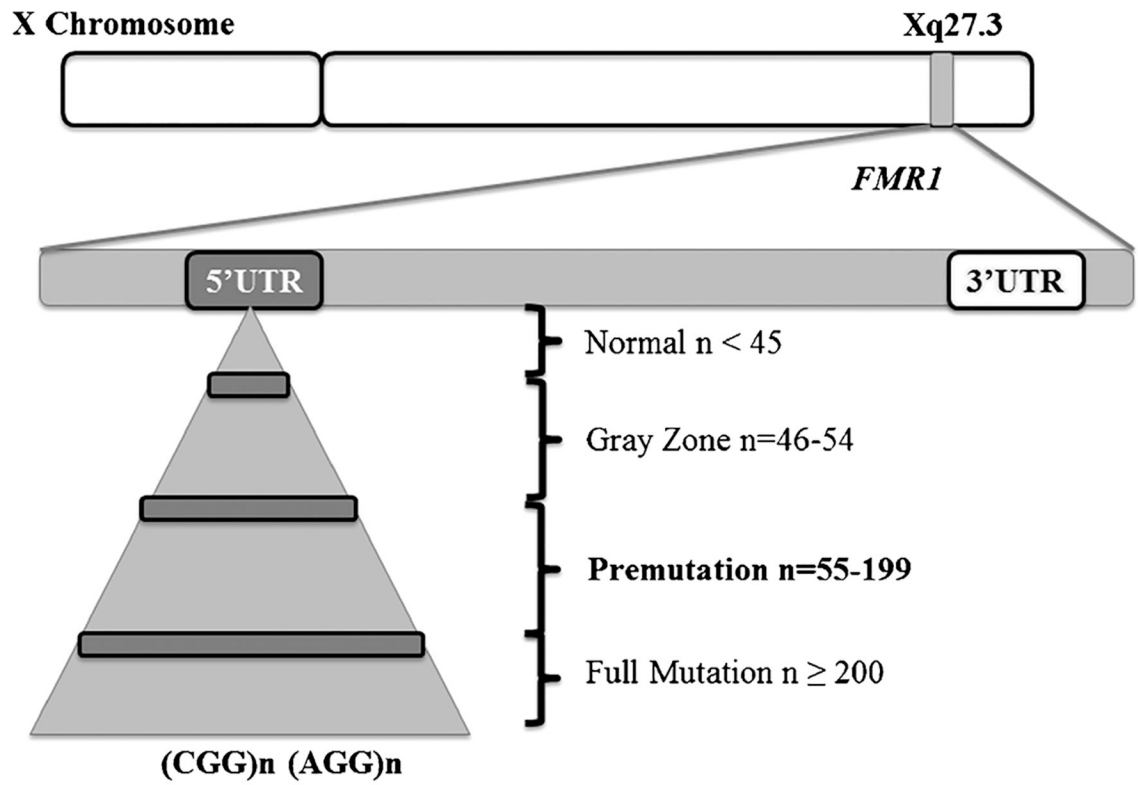 X Chromosome
Xq27.3
FMR1
5’UTR
3’UTR
Normal n < 45
Gray Zone n=46-54
Premutation n=55-199
Full Mutation n ≥ 200
(CGG)n (AGG)n